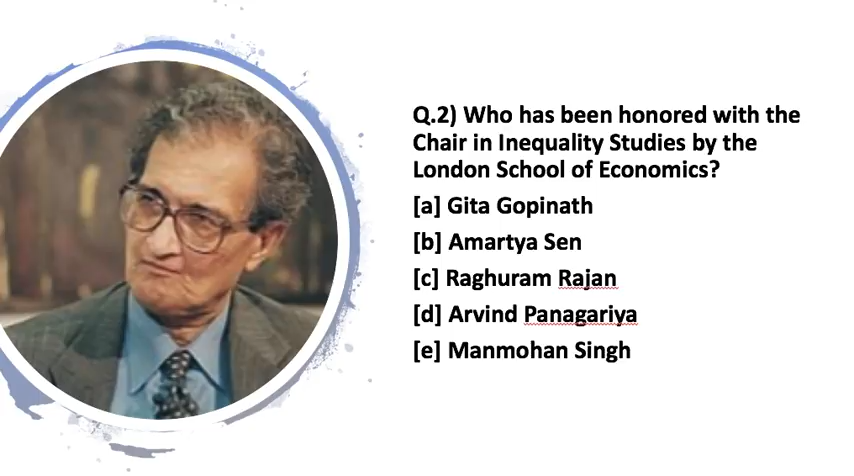 Q.2) Who has been honored with the
Chair in Inequality Studies by the
London School of Economics?
[a] Gita Gopinath
[b] Amartya Sen
[c] Raghuram Rajan
[d] Arvind Panagariya
[e] Manmohan Singh